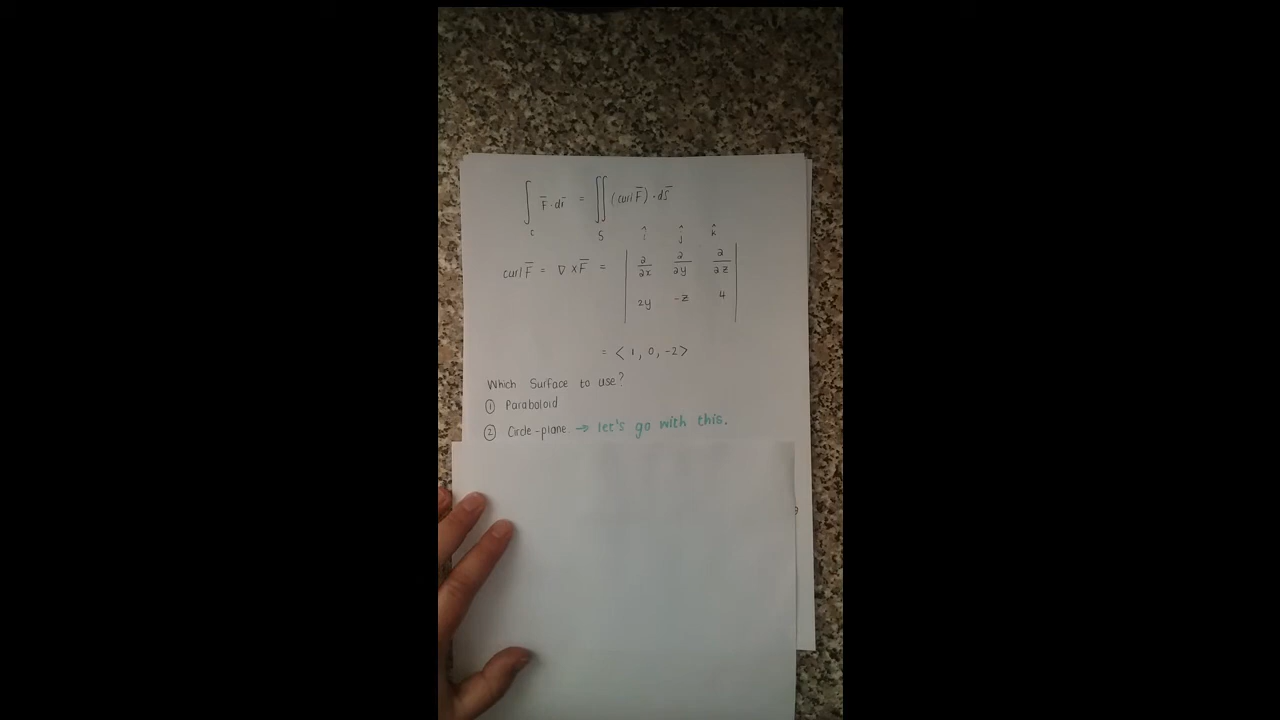 ∫ F̅ · dr̅ = ∬ (curl F̅) · dS̅
c S
î ĵ k̂
curl F̅ = ∇ × F̅ = | ∂/∂x ∂/∂y ∂/∂z |
2y -z 4
= < 1, 0, -2 >
Which Surface to use?
① Paraboloid
② Circle-plane. → let's go with this.